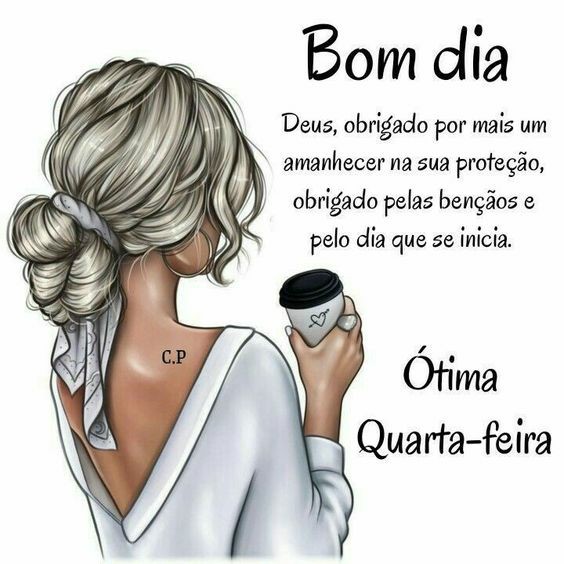 Bom dia
Deus, obrigado por mais um
amanhecer na sua proteção,
obrigado pelas bençãos e
pelo dia que se inicia.
C.P
Ótima
Quarta-feira